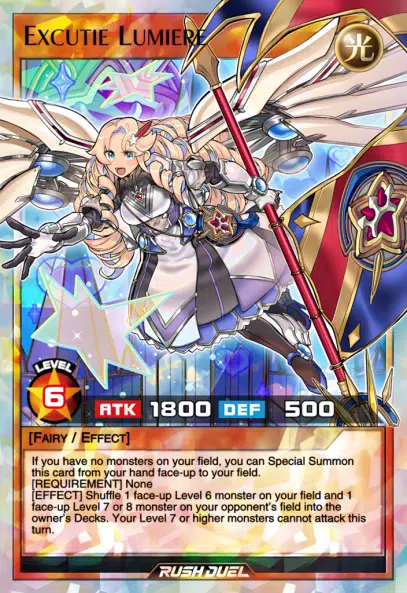 EXCUTIE LUMIERE
光
LEVEL
6
ATK 1800 DEF 500
[FAIRY / EFFECT]
If you have no monsters on your field, you can Special Summon
this card from your hand face-up to your field.
[REQUIREMENT] None
[EFFECT] Shuffle 1 face-up Level 6 monster on your field and 1
face-up Level 7 or 8 monster on your opponent's field into the
owner's Decks. Your Level 7 or higher monsters cannot attack this
turn.
RUSH DUEL